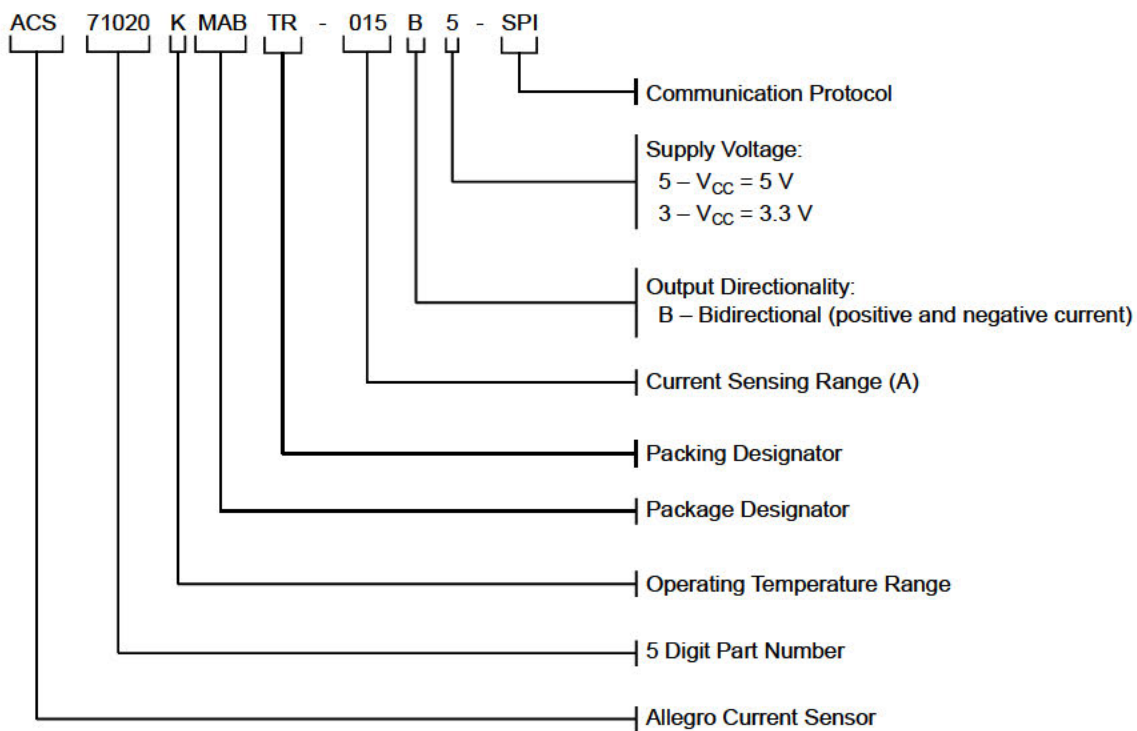 ACS 71020 K MAB TR - 015 B 5 - SPI
Communication Protocol
Supply Voltage:
5 – VCC = 5 V
3 – VCC = 3.3 V
Output Directionality:
B – Bidirectional (positive and negative current)
Current Sensing Range (A)
Packing Designator
Package Designator
Operating Temperature Range
5 Digit Part Number
Allegro Current Sensor